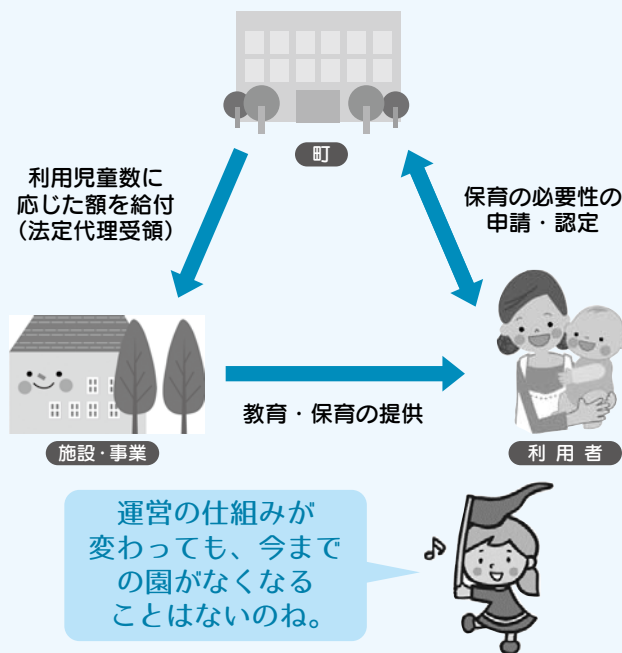 町
利用児童数に
応じた額を給付
（法定代理受領）
保育の必要性の
申請・認定
教育・保育の提供
施設・事業
利用者
運営の仕組みが
変わっても、今まで
の園がなくなる
ことはないのね。